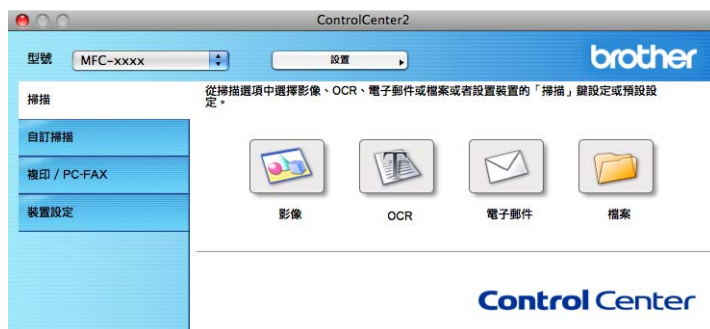 ControlCenter2
型號 MFC-xxxx 設置 brother
掃描
自訂掃描
複印 / PC-FAX
裝置設定
從掃描選項中選擇影像、OCR、電子郵件或檔案或者設置裝置的「掃描」鍵設定或預設設
定。
影像 OCR 電子郵件 檔案
Control Center